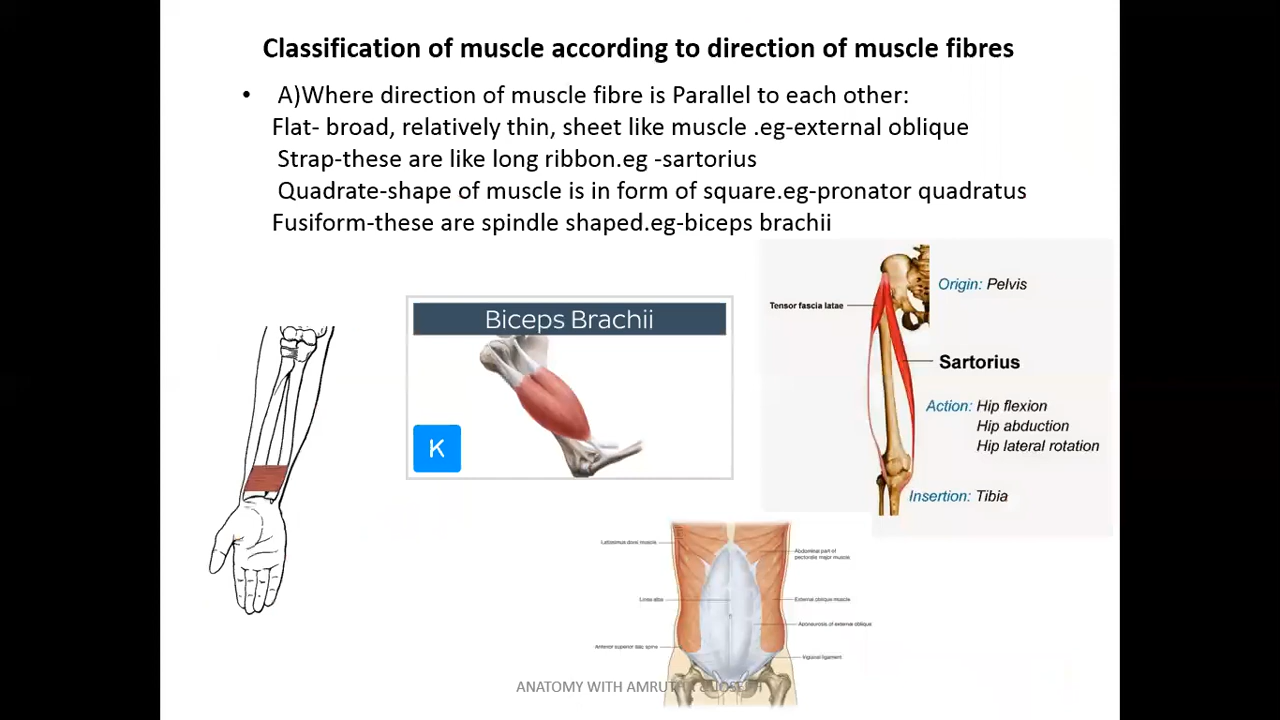 Classification of muscle according to direction of muscle fibres
• A)Where direction of muscle fibre is Parallel to each other:
Flat- broad, relatively thin, sheet like muscle .eg-external oblique
Strap-these are like long ribbon.eg -sartorius
Quadrate-shape of muscle is in form of square.eg-pronator quadratus
Fusiform-these are spindle shaped.eg-biceps brachii
Biceps Brachii
K
Origin: Pelvis
Tensor fascia latae
Sartorius
Action: Hip flexion
Hip abduction
Hip lateral rotation
Insertion: Tibia
Latissimus dorsi muscle
Abdominal part of
pectoralis major muscle
Linea alba
External oblique muscle
Aponeurosis of external oblique
Anterior superior iliac spine
ligament
ANATOMY WITH AMRUTHA & JOSEPH